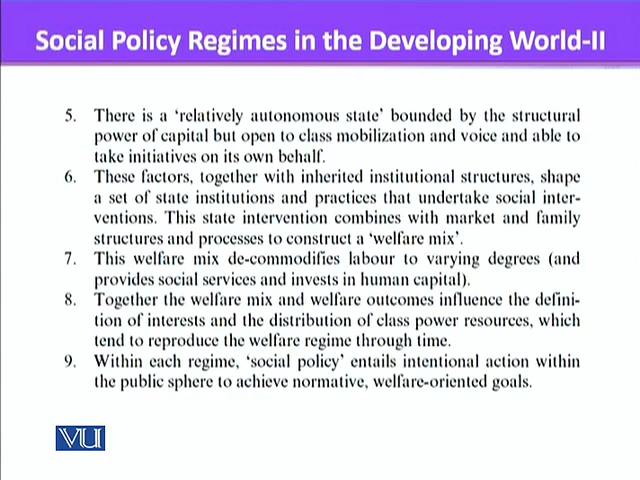 Social Policy Regimes in the Developing World-II
5. There is a ‘relatively autonomous state’ bounded by the structural
power of capital but open to class mobilization and voice and able to
take initiatives on its own behalf.
6. These factors, together with inherited institutional structures, shape
a set of state institutions and practices that undertake social inter-
ventions. This state intervention combines with market and family
structures and processes to construct a ‘welfare mix’.
7. This welfare mix de-commodifies labour to varying degrees (and
provides social services and invests in human capital).
8. Together the welfare mix and welfare outcomes influence the defini-
tion of interests and the distribution of class power resources, which
tend to reproduce the welfare regime through time.
9. Within each regime, ‘social policy’ entails intentional action within
the public sphere to achieve normative, welfare-oriented goals.
VU